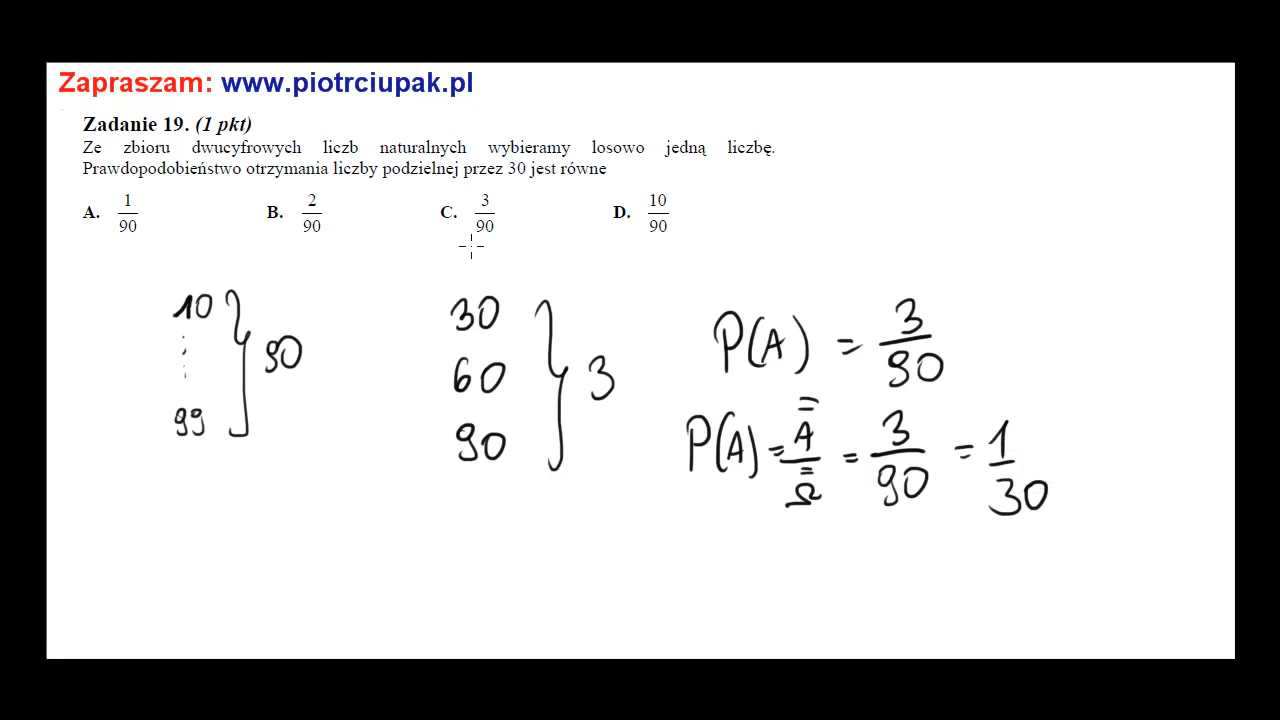 Zapraszam: www.piotrciupak.pl
Zadanie 19. (1 pkt)
Ze zbioru dwucyfrowych liczb naturalnych wybieramy losowo jedną liczbę.
Prawdopodobieństwo otrzymania liczby podzielnej przez 30 jest równe
A. 1/90 B. 2/90 C. 3/90 D. 10/90
10
⋮
99
} 90
30
60
90
} 3
P(A) = 3/90
P(A) = A̿/Ω̿ = 3/90 = 1/30